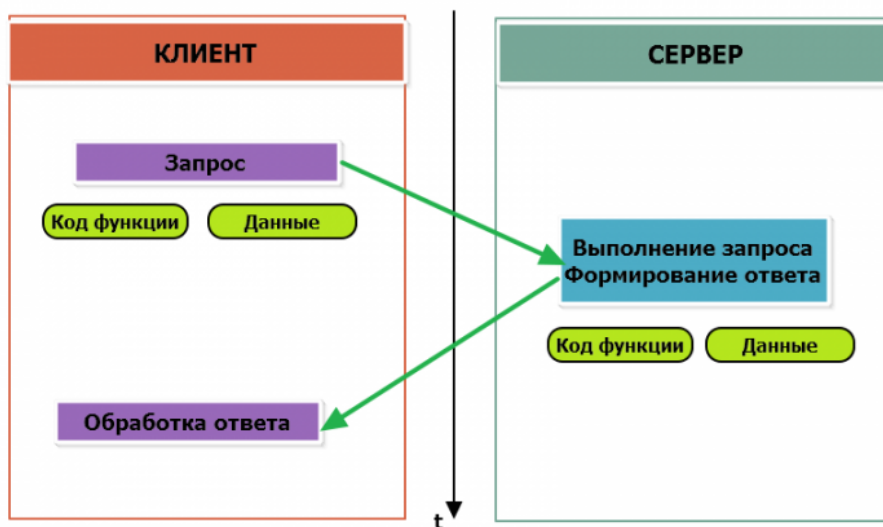 КЛИЕНТ
СЕРВЕР
Запрос
Код функции
Данные
Выполнение запроса
Формирование ответа
Код функции
Данные
Обработка ответа
t